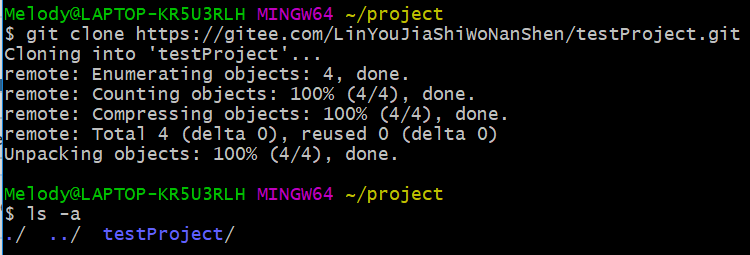 Melody@LAPTOP-KR5U3RLH MINGW64 ~/project
$ git clone https://gitee.com/LinYouJiaShiWoNanShen/testProject.git
Cloning into 'testProject'...
remote: Enumerating objects: 4, done.
remote: Counting objects: 100% (4/4), done.
remote: Compressing objects: 100% (4/4), done.
remote: Total 4 (delta 0), reused 0 (delta 0)
Unpacking objects: 100% (4/4), done.
Melody@LAPTOP-KR5U3RLH MINGW64 ~/project
$ ls -a
./  ../  testProject/